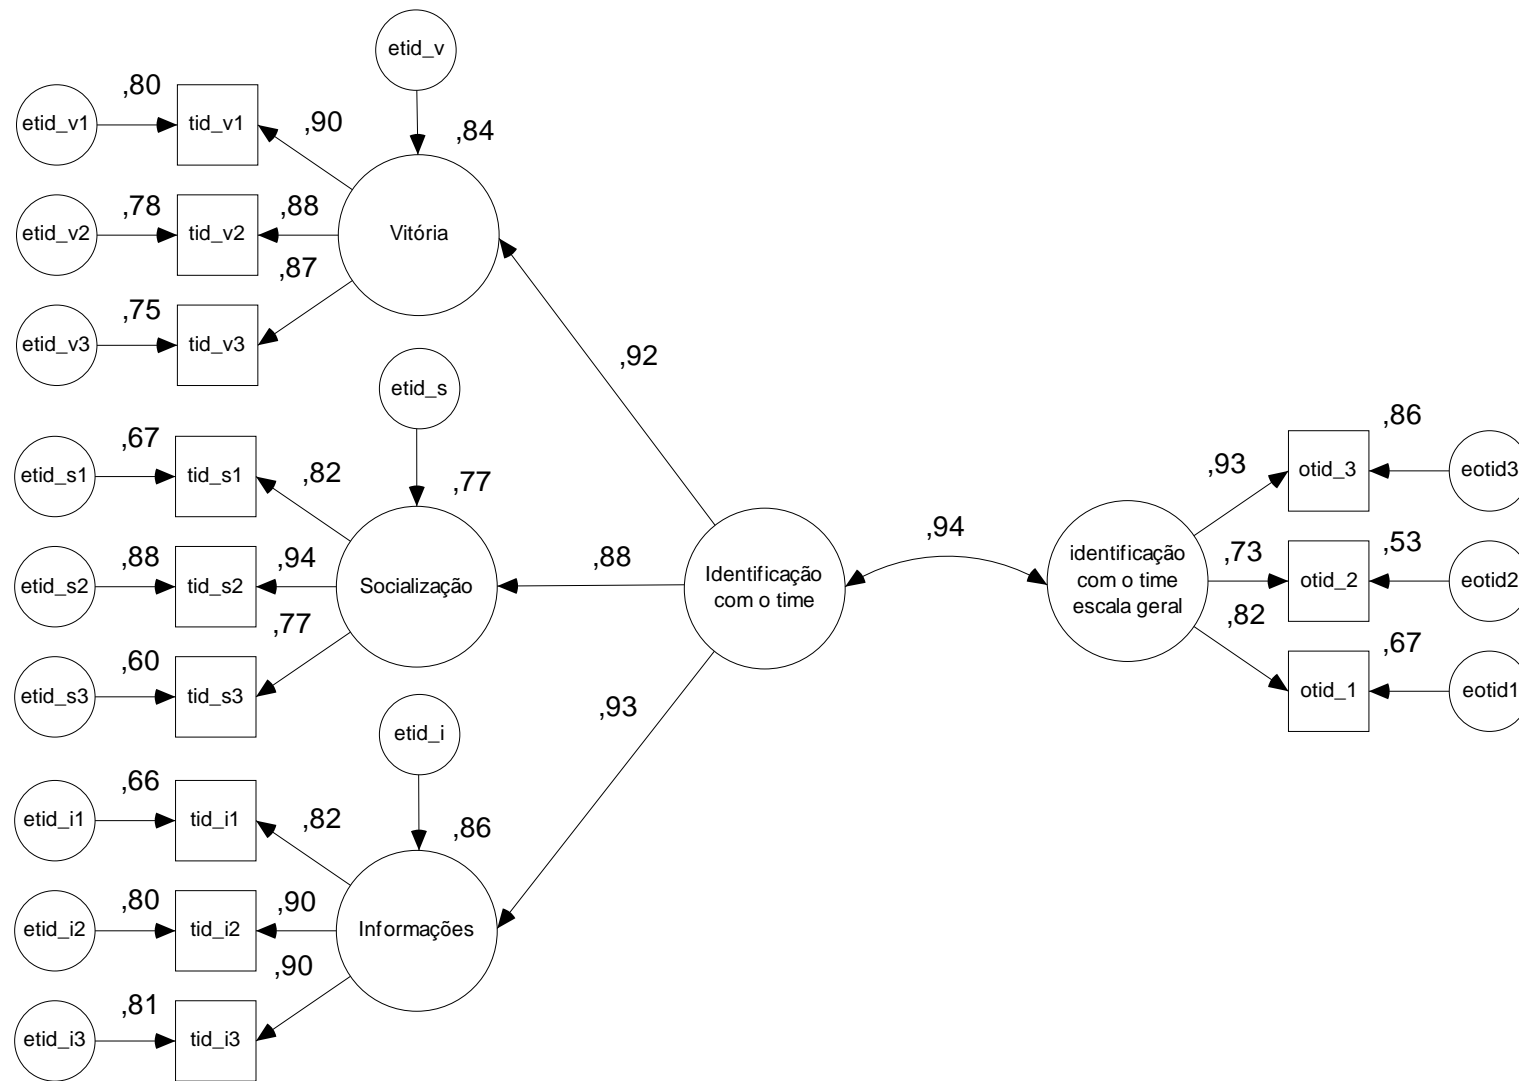 etid_v
,80
etid_v1
tid_v1
,90
,84
,78
etid_v2
tid_v2
,88
Vitória
,87
,75
etid_v3
tid_v3
,92
etid_s
,67
etid_s1
tid_s1
,82
,77
,88
etid_s2
tid_s2
,94
Socialização
,77
,60
etid_s3
tid_s3
,88
Identificação
com o time
,94
identificação
com o time
escala geral
,93
,86
otid_3
eotid3
,73
,53
otid_2
eotid2
,82
,67
otid_1
eotid1
,93
etid_i
,66
etid_i1
tid_i1
,82
,86
,80
etid_i2
tid_i2
,90
Informações
,90
,81
etid_i3
tid_i3